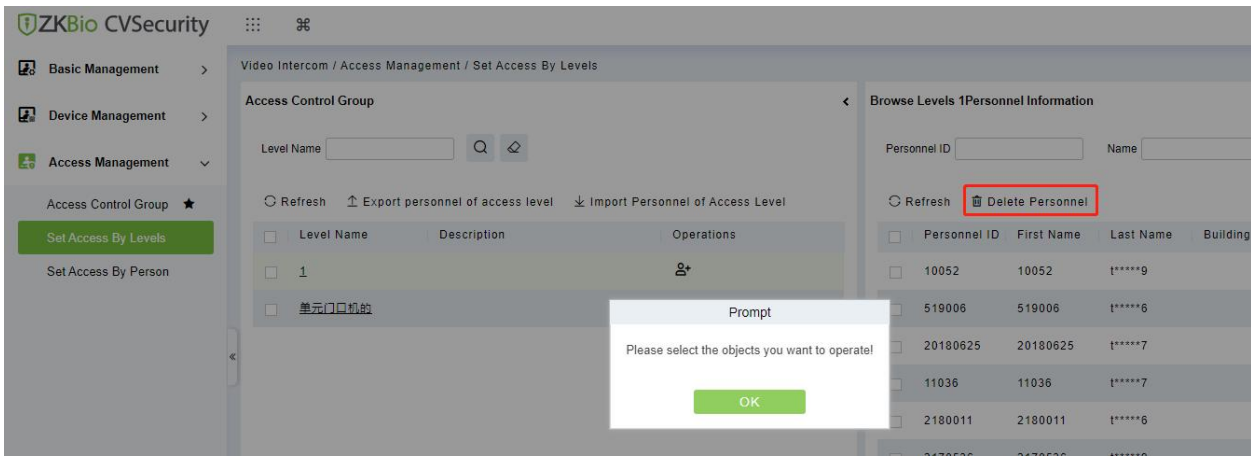 ZKBio CVSecurity
Basic Management
Device Management
Access Management
Access Control Group
Set Access By Levels
Set Access By Person
Video Intercom / Access Management / Set Access By Levels
Access Control Group
Level Name
Refresh Export personnel of access level Import Personnel of Access Level
Level Name Description Operations
1
单元门口机的
Prompt
Please select the objects you want to operate!
OK
Browse Levels 1Personnel Information
Personnel ID Name
Refresh Delete Personnel
Personnel ID First Name Last Name Building
10052 10052 t*****9
519006 519006 t*****6
20180625 20180625 t*****7
11036 11036 t*****7
2180011 2180011 t*****6